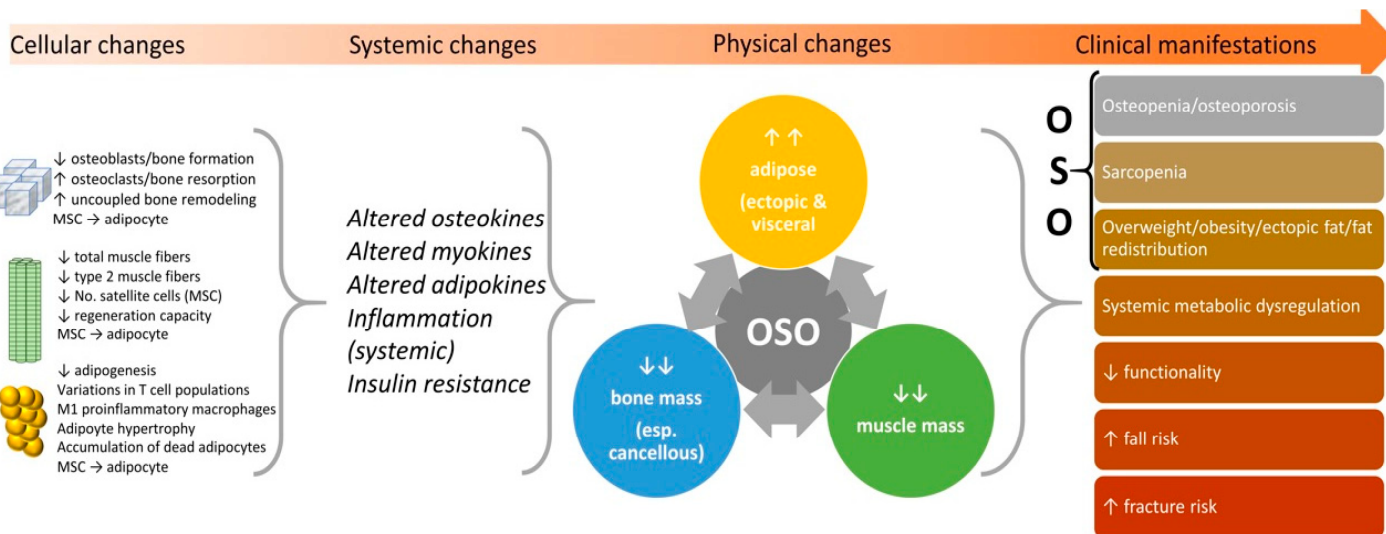 Cellular changes
Systemic changes
Physical changes
Clinical manifestations
↓ osteoblasts/bone formation
↑ osteoclasts/bone resorption
↑ uncoupled bone remodeling
MSC → adipocyte
↓ total muscle fibers
↓ type 2 muscle fibers
↓ No. satellite cells (MSC)
↓ regeneration capacity
MSC → adipocyte
↓ adipogenesis
Variations in T cell populations
M1 proinflammatory macrophages
Adipoyte hypertrophy
Accumulation of dead adipocytes
MSC → adipocyte
Altered osteokines
Altered myokines
Altered adipokines
Inflammation
(systemic)
Insulin resistance
↑ ↑
adipose
(ectopic &
visceral
OSO
↓↓
bone mass
(esp.
cancellous)
↓↓
muscle mass
O
S
O
Osteopenia/osteoporosis
Sarcopenia
Overweight/obesity/ectopic fat/fat
redistribution
Systemic metabolic dysregulation
↓ functionality
↑ fall risk
↑ fracture risk